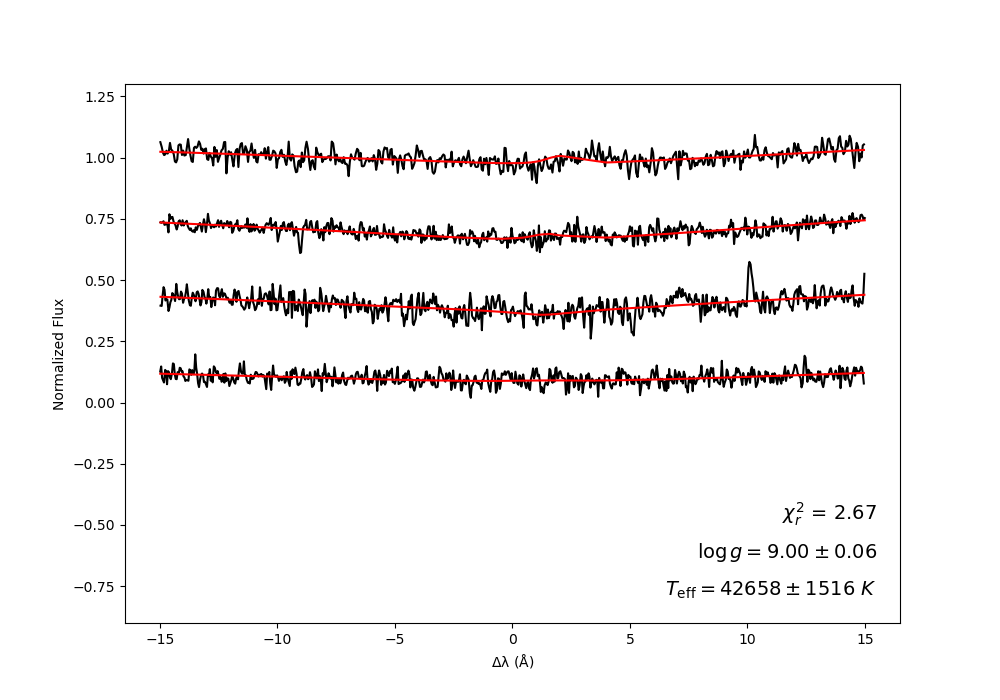 1.25
1.00
0.75
0.50
0.25
0.00
−0.25
−0.50
−0.75
Normalized Flux
χ²ᵣ = 2.67
log g = 9.00 ± 0.06
T_eff = 42658 ± 1516 K
−15 −10 −5 0 5 10 15
Δλ (Å)